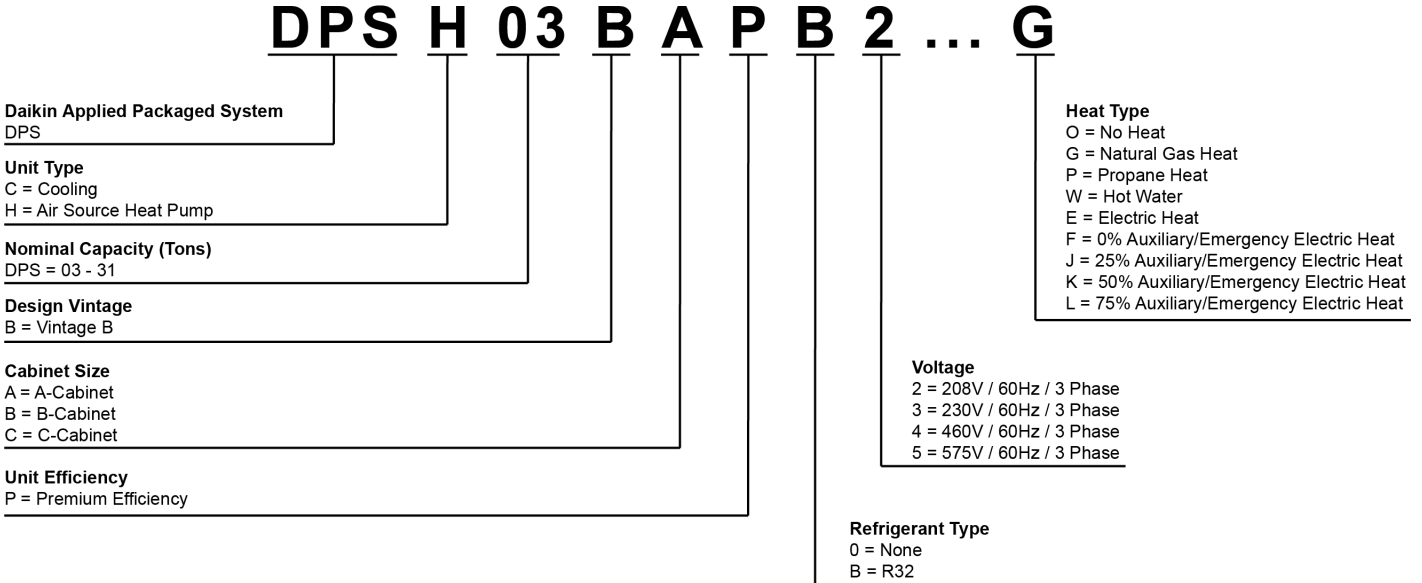 DPS H 03 B A P B 2 ... G
Daikin Applied Packaged System
DPS
Unit Type
C = Cooling
H = Air Source Heat Pump
Nominal Capacity (Tons)
DPS = 03 - 31
Design Vintage
B = Vintage B
Cabinet Size
A = A-Cabinet
B = B-Cabinet
C = C-Cabinet
Unit Efficiency
P = Premium Efficiency
Refrigerant Type
0 = None
B = R32
Voltage
2 = 208V / 60Hz / 3 Phase
3 = 230V / 60Hz / 3 Phase
4 = 460V / 60Hz / 3 Phase
5 = 575V / 60Hz / 3 Phase
Heat Type
O = No Heat
G = Natural Gas Heat
P = Propane Heat
W = Hot Water
E = Electric Heat
F = 0% Auxiliary/Emergency Electric Heat
J = 25% Auxiliary/Emergency Electric Heat
K = 50% Auxiliary/Emergency Electric Heat
L = 75% Auxiliary/Emergency Electric Heat